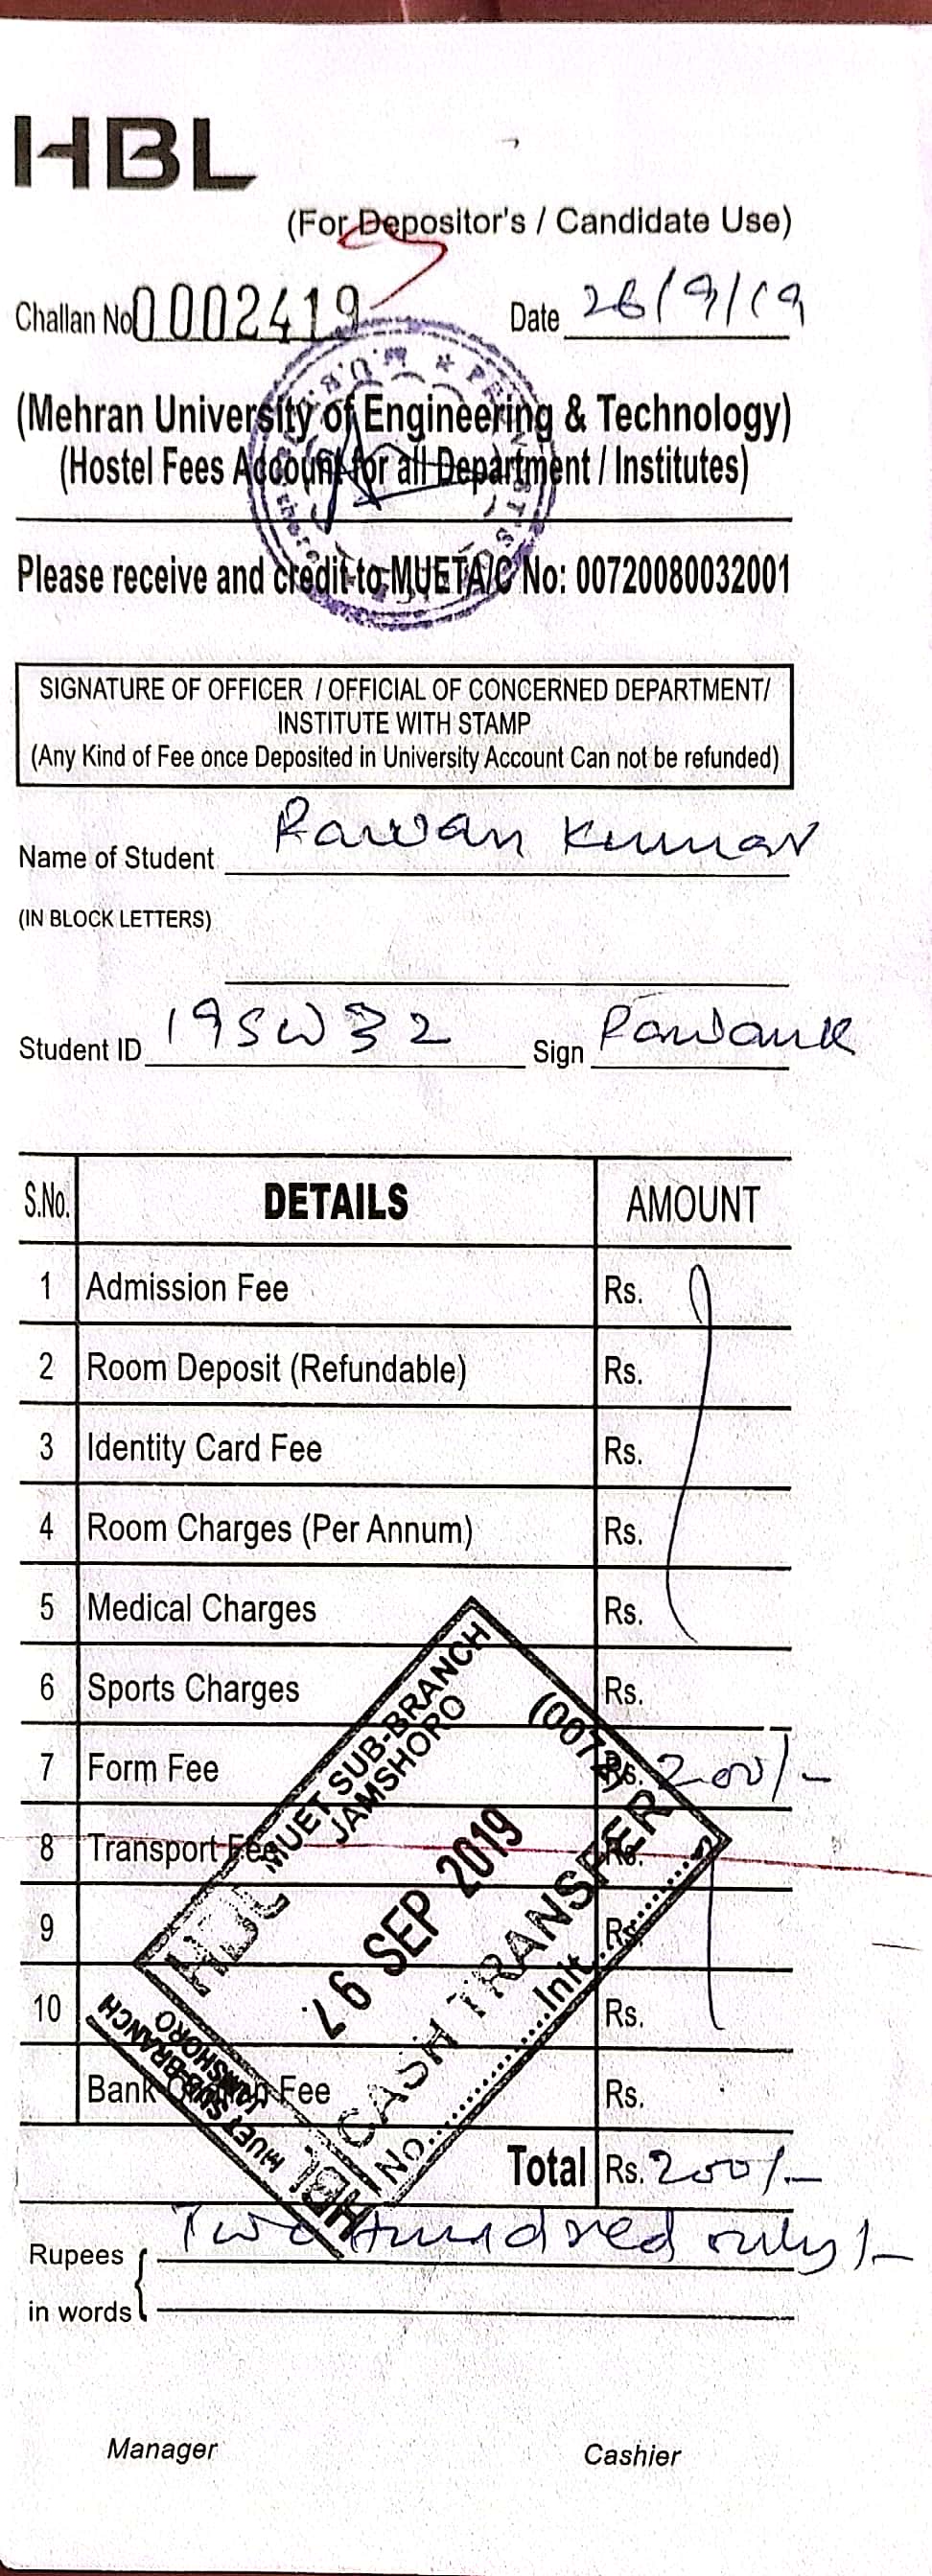 HBL
(For Depositor's / Candidate Use)
Challan No 0002419 Date 26/9/19
(Mehran University of Engineering & Technology)
(Hostel Fees Account for all Department / Institutes)
Please receive and credit to MUET A/C No: 00720080032001
SIGNATURE OF OFFICER / OFFICIAL OF CONCERNED DEPARTMENT/
INSTITUTE WITH STAMP
(Any Kind of Fee once Deposited in University Account Can not be refunded)
Name of Student Rawan Kumar
(IN BLOCK LETTERS)
Student ID 19SW32 Sign
S.No. DETAILS AMOUNT
1 Admission Fee Rs.
2 Room Deposit (Refundable) Rs.
3 Identity Card Fee Rs.
4 Room Charges (Per Annum) Rs.
5 Medical Charges Rs.
6 Sports Charges Rs.
7 Form Fee Rs. 200/-
8 Transport Fee Rs.
9 Rs.
10 Rs.
Bank Fee Rs.
Total Rs. 200/-
MUET SUB-BRANCH
JAMSHORO
(0072)
26 SEP 2019
CASH TRANSFER
No. Init.
HBL
MUET SUB-BRANCH
JAMSHORO
Rupees Two Hundred only/-
in words
Manager Cashier